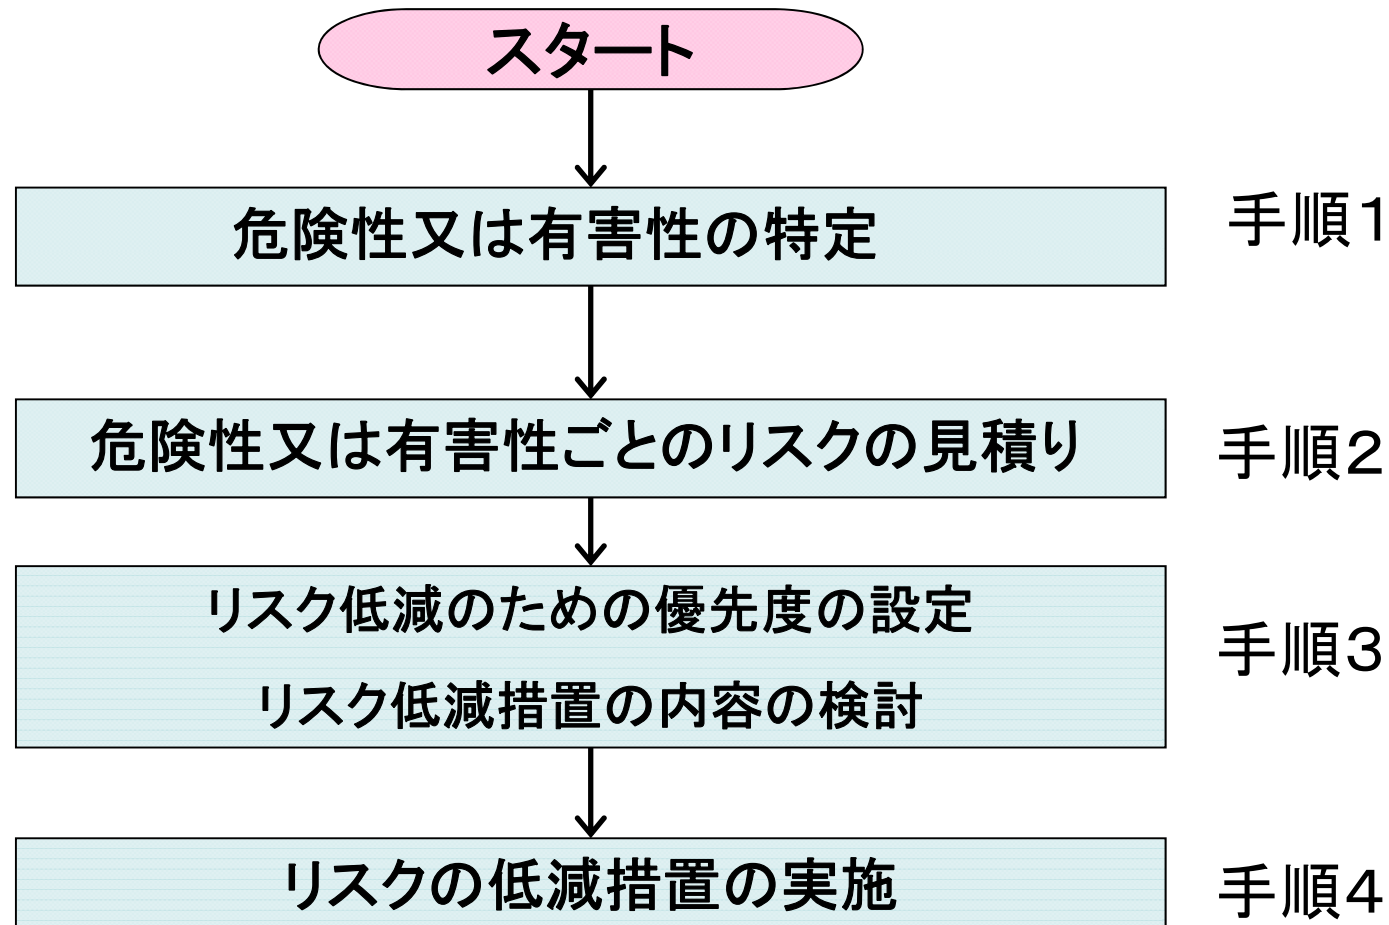 スタート
危険性又は有害性の特定
手順1
危険性又は有害性ごとのリスクの見積り
手順2
リスク低減のための優先度の設定
リスク低減措置の内容の検討
手順3
リスクの低減措置の実施
手順4